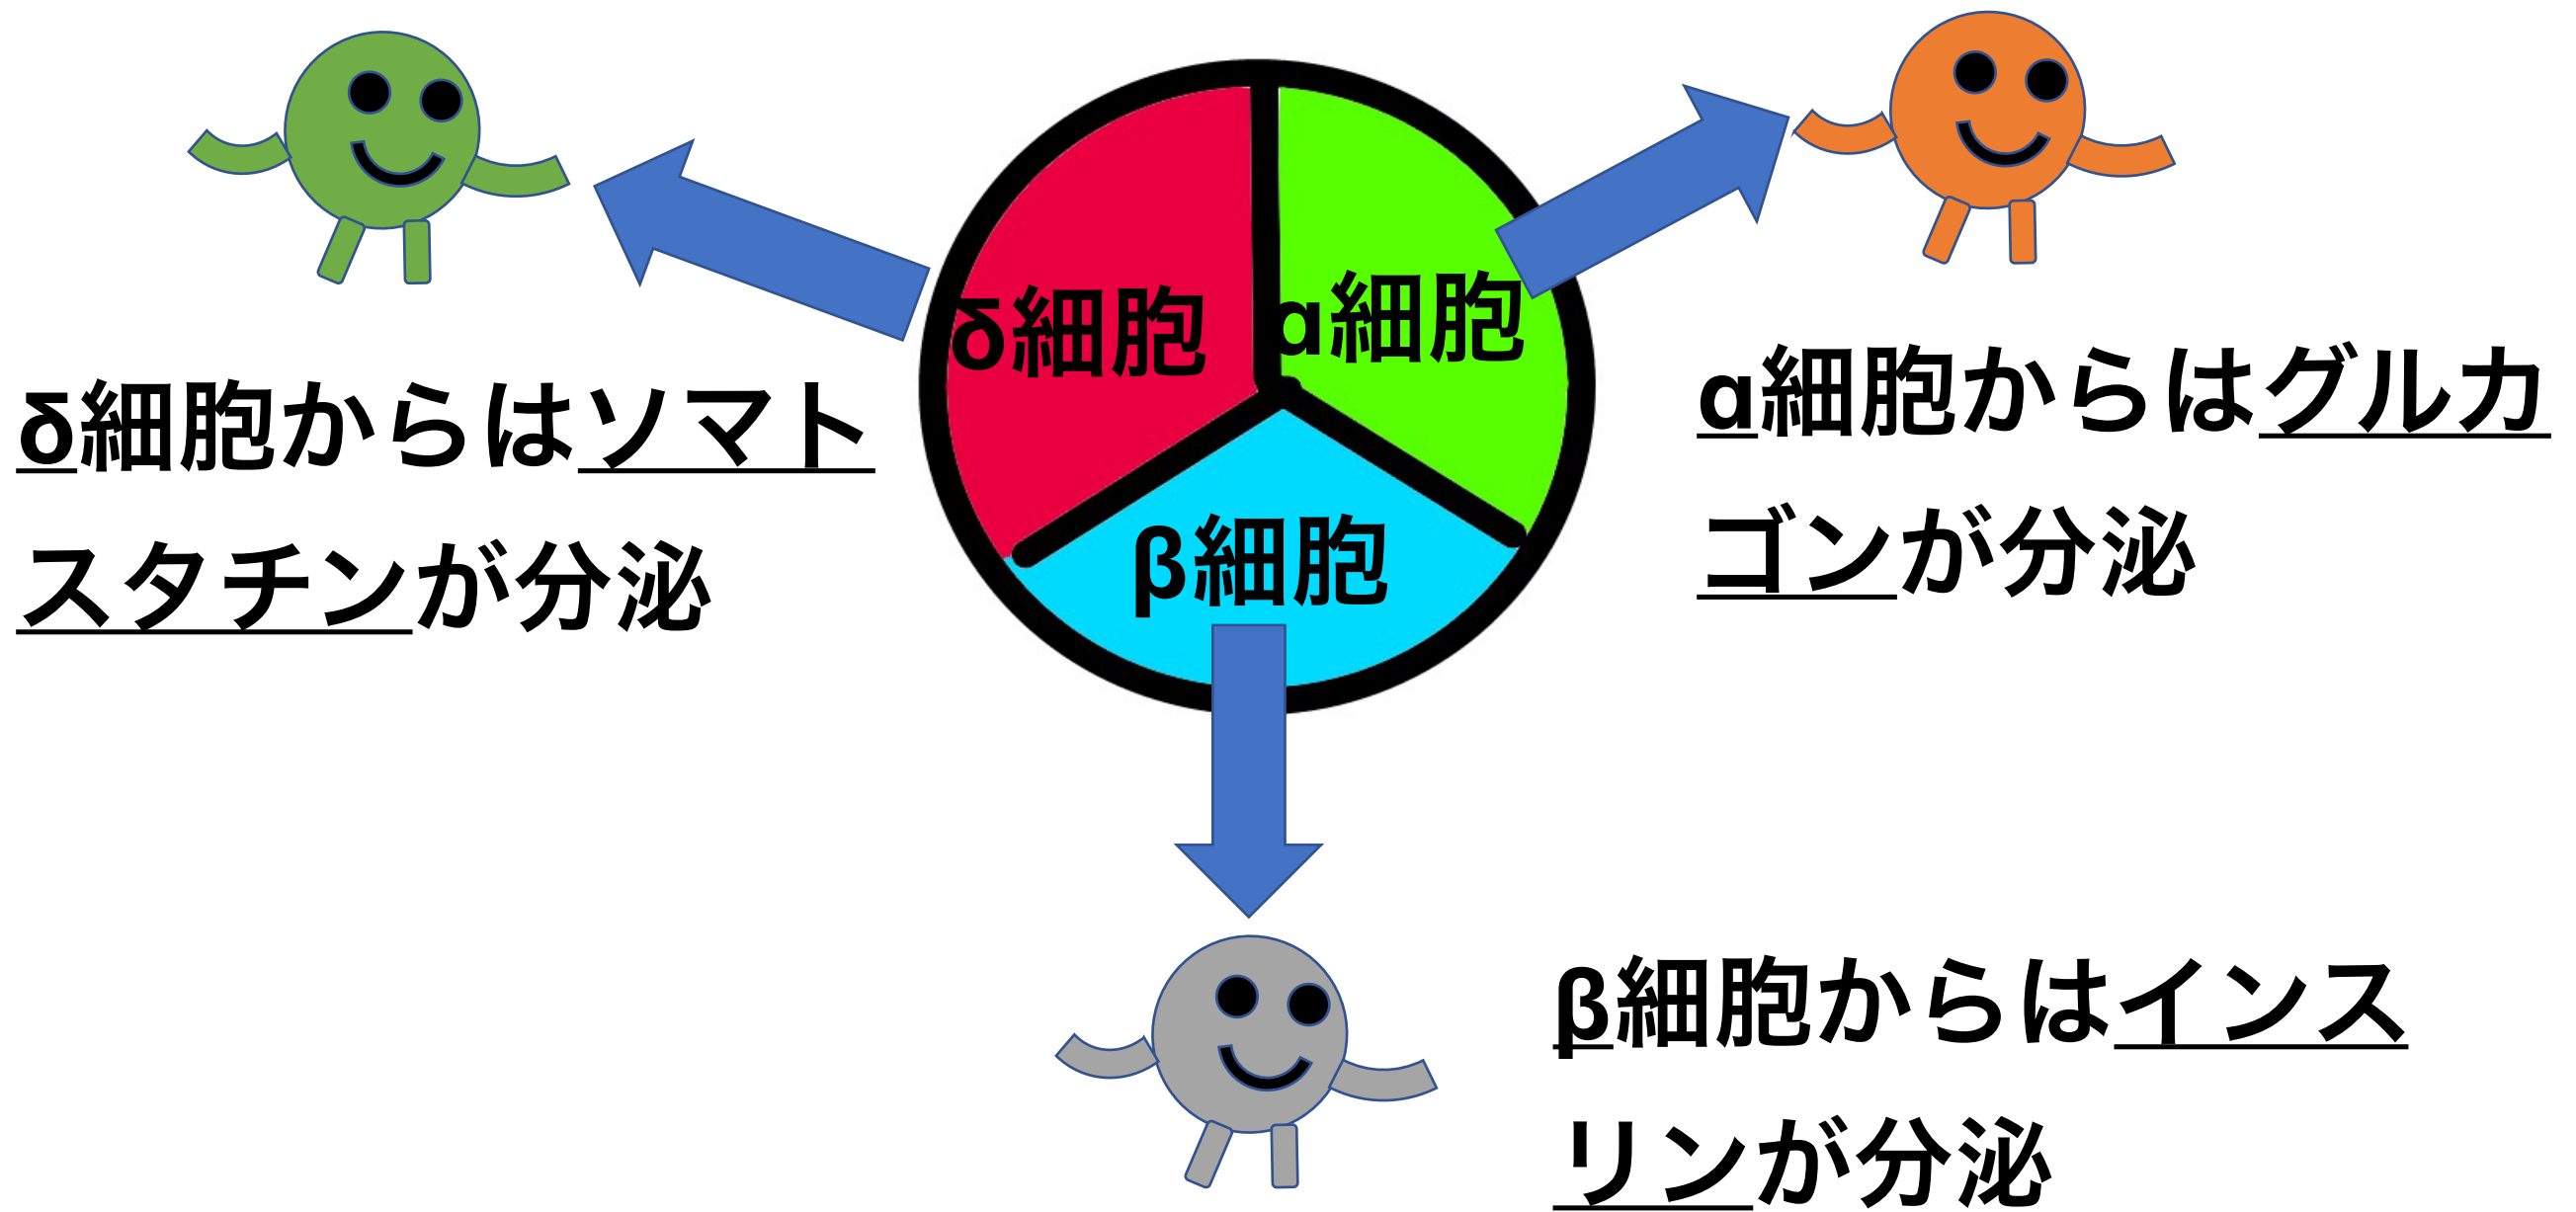 δ細胞
α細胞
β細胞
δ細胞からはソマト
スタチンが分泌
α細胞からはグルカ
ゴンが分泌
β細胞からはインス
リンが分泌